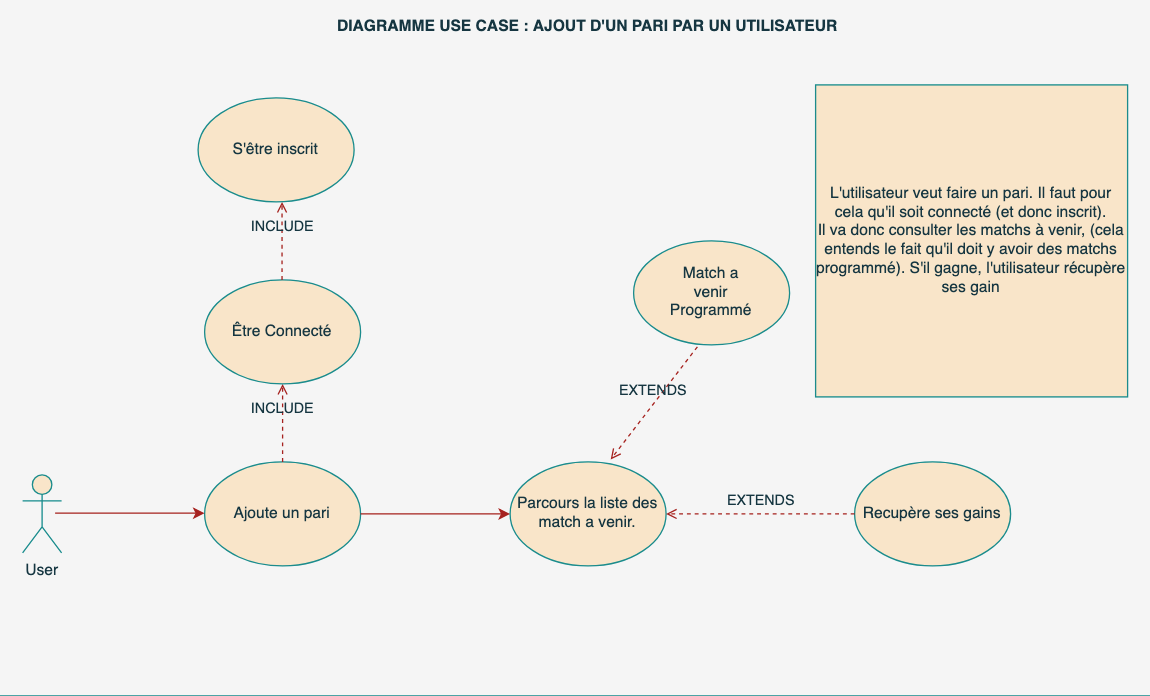 DIAGRAMME USE CASE : AJOUT D'UN PARI PAR UN UTILISATEUR
S'être inscrit
INCLUDE
Être Connecté
INCLUDE
Ajoute un pari
User
Match a
venir
Programmé
EXTENDS
Parcours la liste des
match a venir.
EXTENDS
Recupère ses gains
L'utilisateur veut faire un pari. Il faut pour
cela qu'il soit connecté (et donc inscrit).
Il va donc consulter les matchs à venir, (cela
entends le fait qu'il doit y avoir des matchs
programmé). S'il gagne, l'utilisateur récupère
ses gain